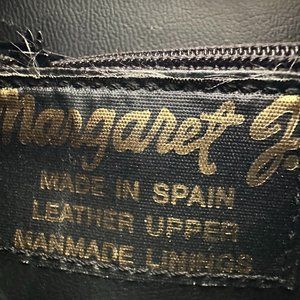 Margaret J.
MADE IN SPAIN
LEATHER UPPER
MANMADE LININGS